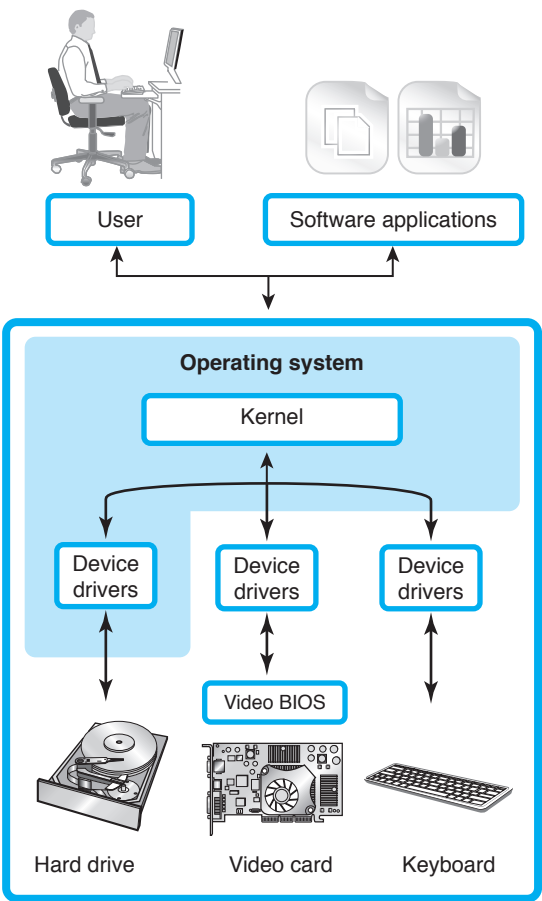 User
Software applications
Operating system
Kernel
Device
drivers
Device
drivers
Device
drivers
Video BIOS
Hard drive
Video card
Keyboard